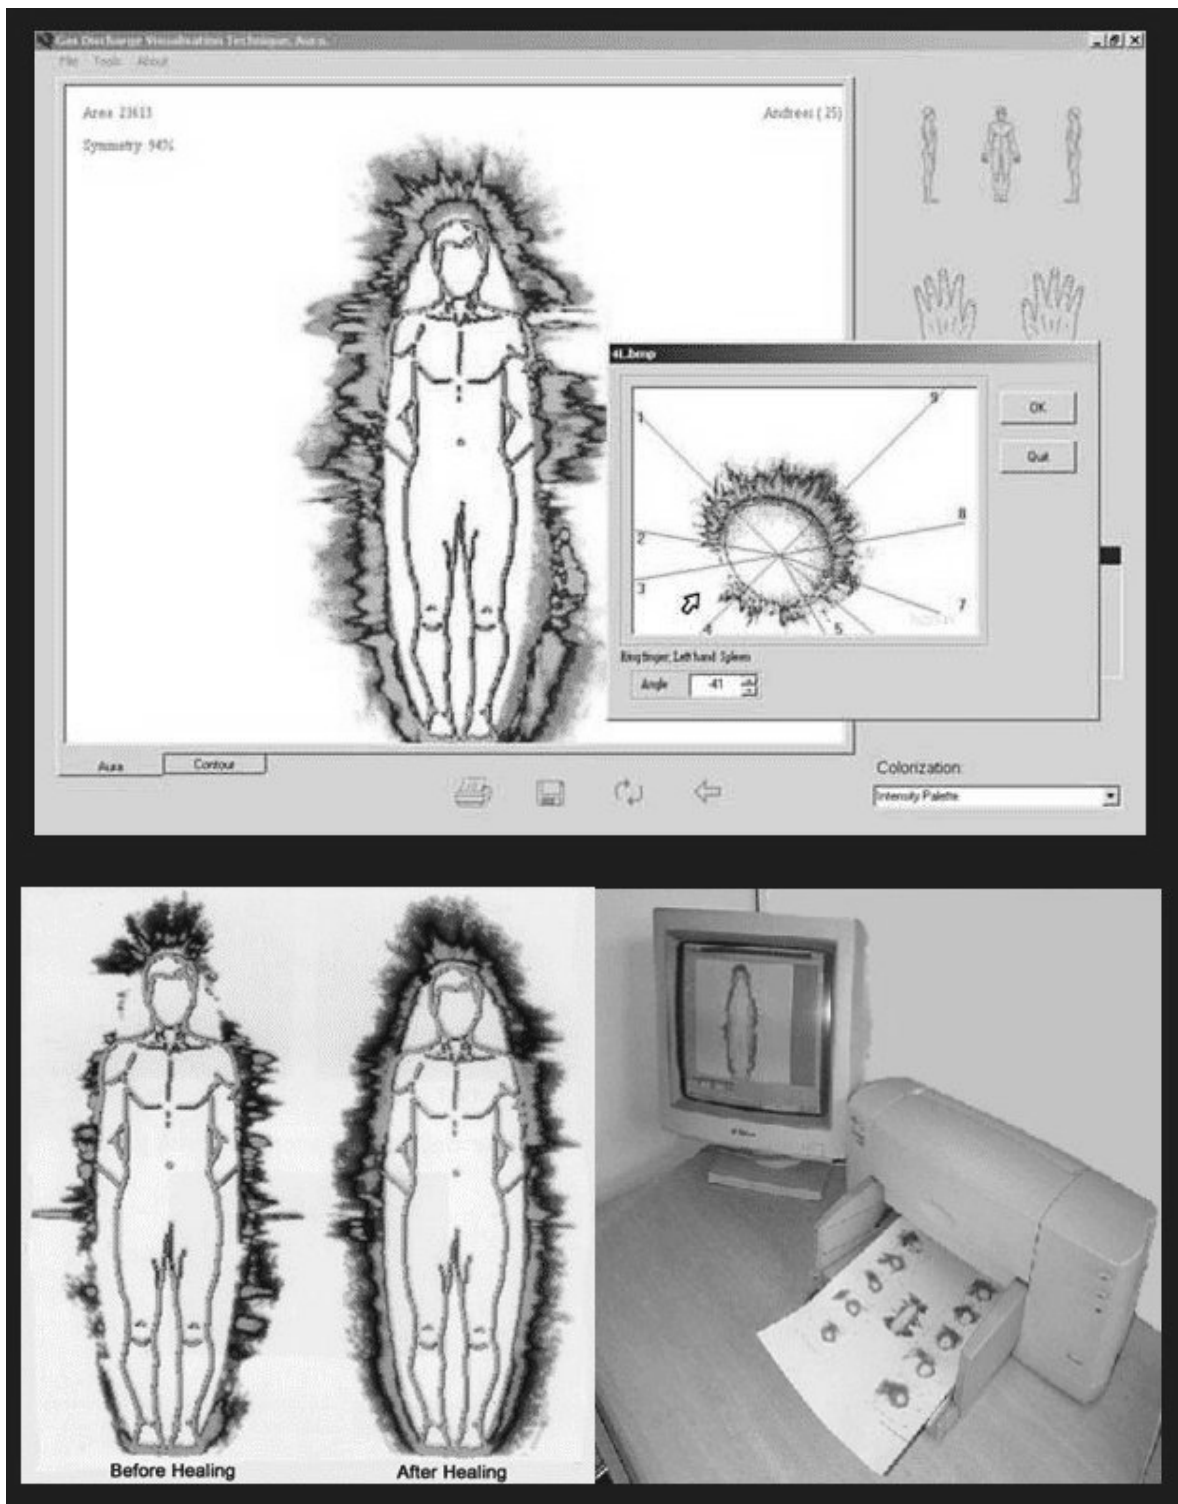 Gas Discharge Visualisation Technique. Aura.
File Tools About
Area 23613
Symmetry 94%
Andreei ( 25)
4L.bmp
1
2
3
4
5
7
8
9
OK
Quit
Ring finger, Left hand Spleen
Angle -41
Aura
Contour
Colorization:
Intensity Palette
Before Healing
After Healing